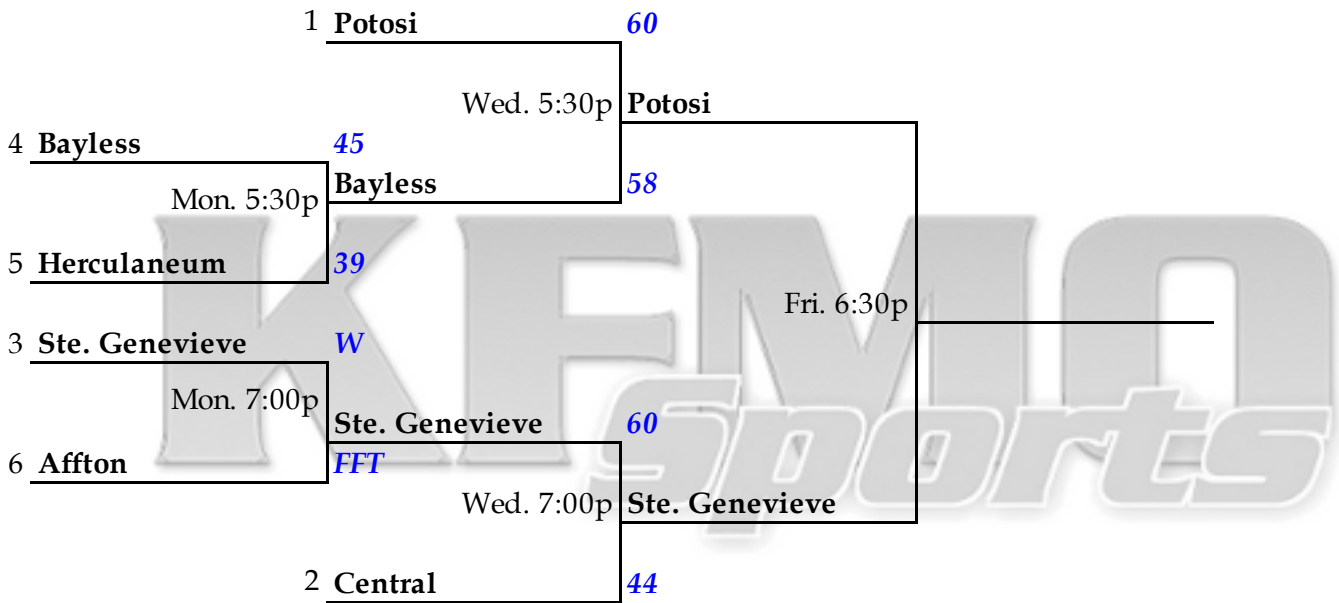 1 Potosi 60
Wed. 5:30p Potosi
4 Bayless 45
Mon. 5:30p Bayless 58
5 Herculaneum 39
Fri. 6:30p
3 Ste. Genevieve W
Mon. 7:00p
Ste. Genevieve 60
6 Affton FFT
Wed. 7:00p Ste. Genevieve
2 Central 44
KFMO
Sports